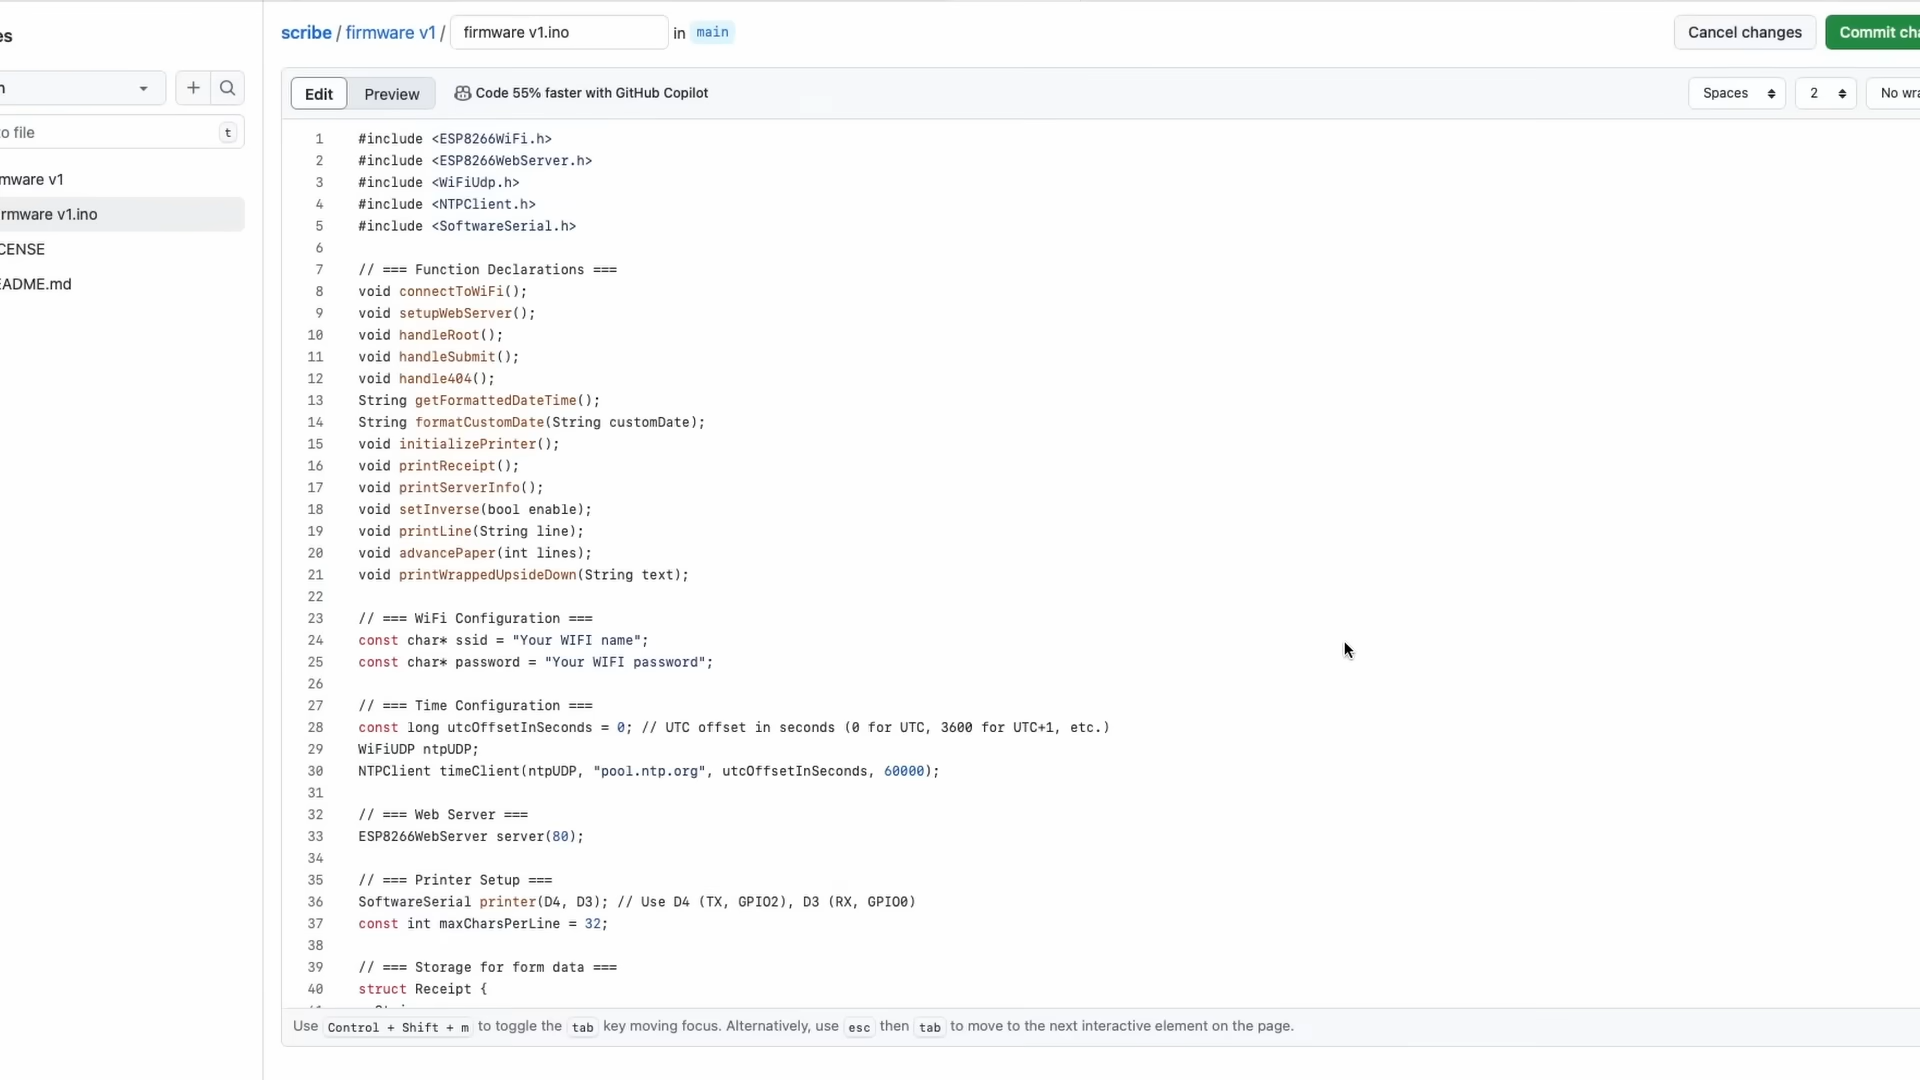 scribe / firmware v1 / firmware v1.ino in main
Cancel changes
Commit cha
es
n
o file
t
mware v1
rmware v1.ino
CENSE
EADME.md
Edit
Preview
Code 55% faster with GitHub Copilot
Spaces
2
No wra
1 #include <ESP8266WiFi.h>
2 #include <ESP8266WebServer.h>
3 #include <WiFiUdp.h>
4 #include <NTPClient.h>
5 #include <SoftwareSerial.h>
6
7 // === Function Declarations ===
8 void connectToWiFi();
9 void setupWebServer();
10 void handleRoot();
11 void handleSubmit();
12 void handle404();
13 String getFormattedDateTime();
14 String formatCustomDate(String customDate);
15 void initializePrinter();
16 void printReceipt();
17 void printServerInfo();
18 void setInverse(bool enable);
19 void printLine(String line);
20 void advancePaper(int lines);
21 void printWrappedUpsideDown(String text);
22
23 // === WiFi Configuration ===
24 const char* ssid = "Your WIFI name";
25 const char* password = "Your WIFI password";
26
27 // === Time Configuration ===
28 const long utcOffsetInSeconds = 0; // UTC offset in seconds (0 for UTC, 3600 for UTC+1, etc.)
29 WiFiUDP ntpUDP;
30 NTPClient timeClient(ntpUDP, "pool.ntp.org", utcOffsetInSeconds, 60000);
31
32 // === Web Server ===
33 ESP8266WebServer server(80);
34
35 // === Printer Setup ===
36 SoftwareSerial printer(D4, D3); // Use D4 (TX, GPIO2), D3 (RX, GPIO0)
37 const int maxCharsPerLine = 32;
38
39 // === Storage for form data ===
40 struct Receipt {
Use Control + Shift + m to toggle the tab key moving focus. Alternatively, use esc then tab to move to the next interactive element on the page.